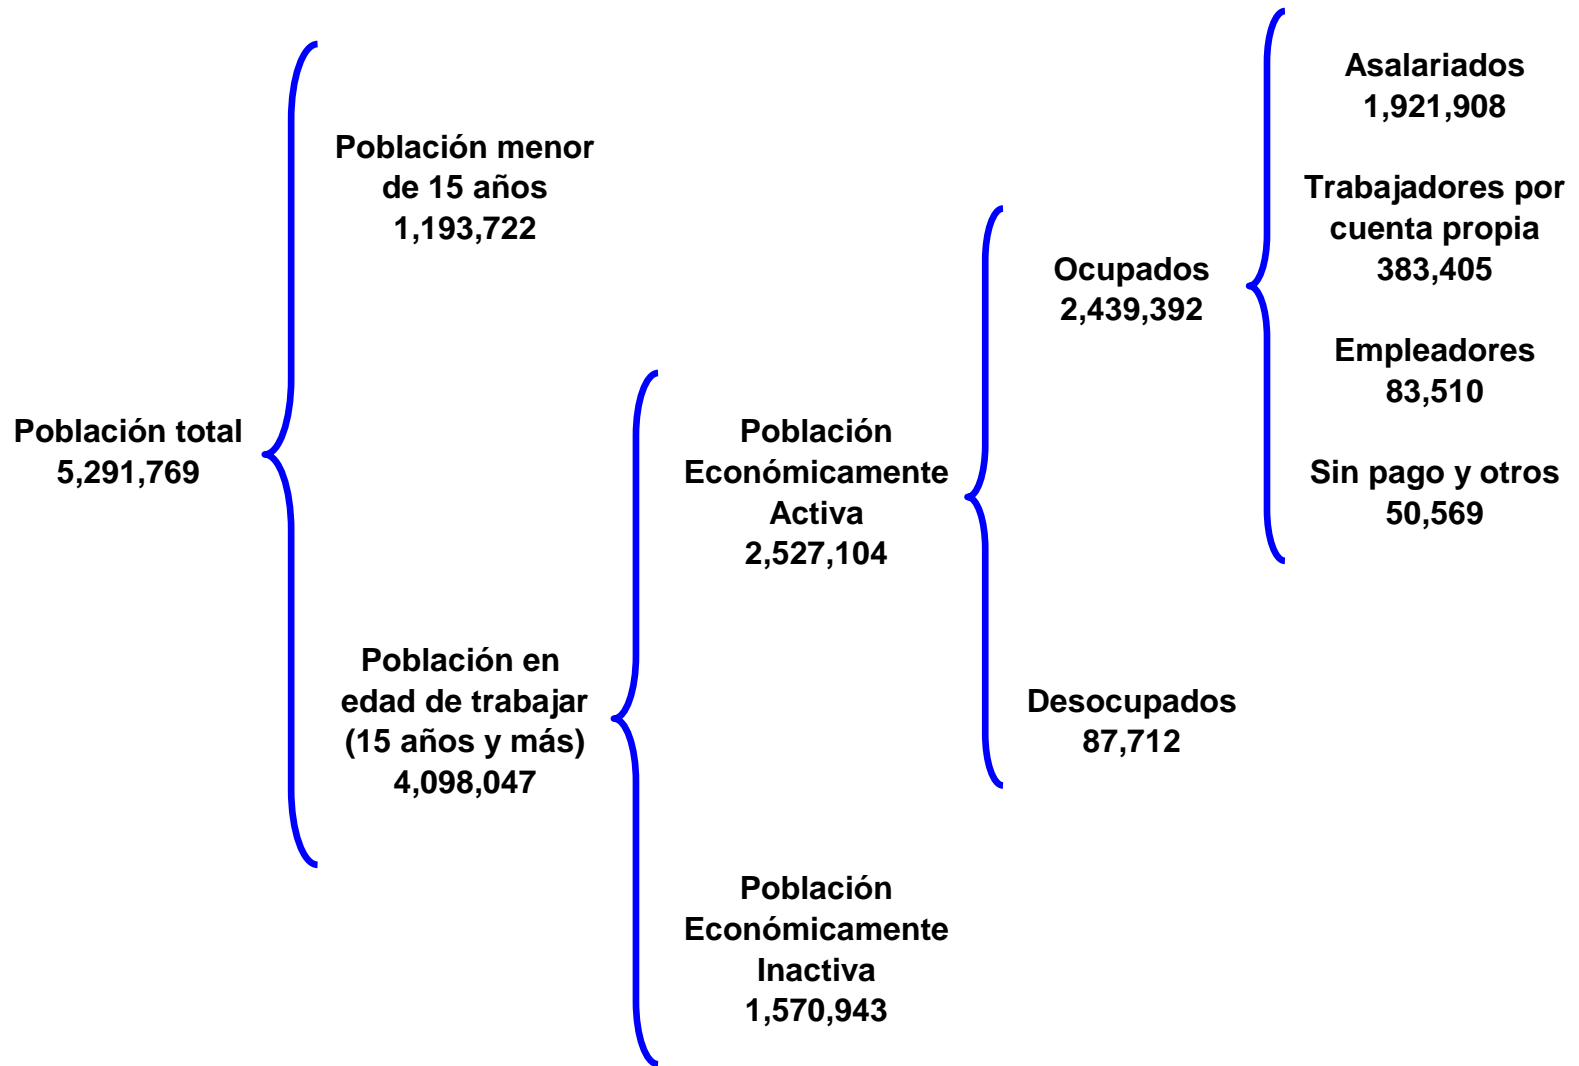 Población total
5,291,769
Población menor
de 15 años
1,193,722
Población en
edad de trabajar
(15 años y más)
4,098,047
Población
Económicamente
Activa
2,527,104
Población
Económicamente
Inactiva
1,570,943
Ocupados
2,439,392
Desocupados
87,712
Asalariados
1,921,908
Trabajadores por
cuenta propia
383,405
Empleadores
83,510
Sin pago y otros
50,569